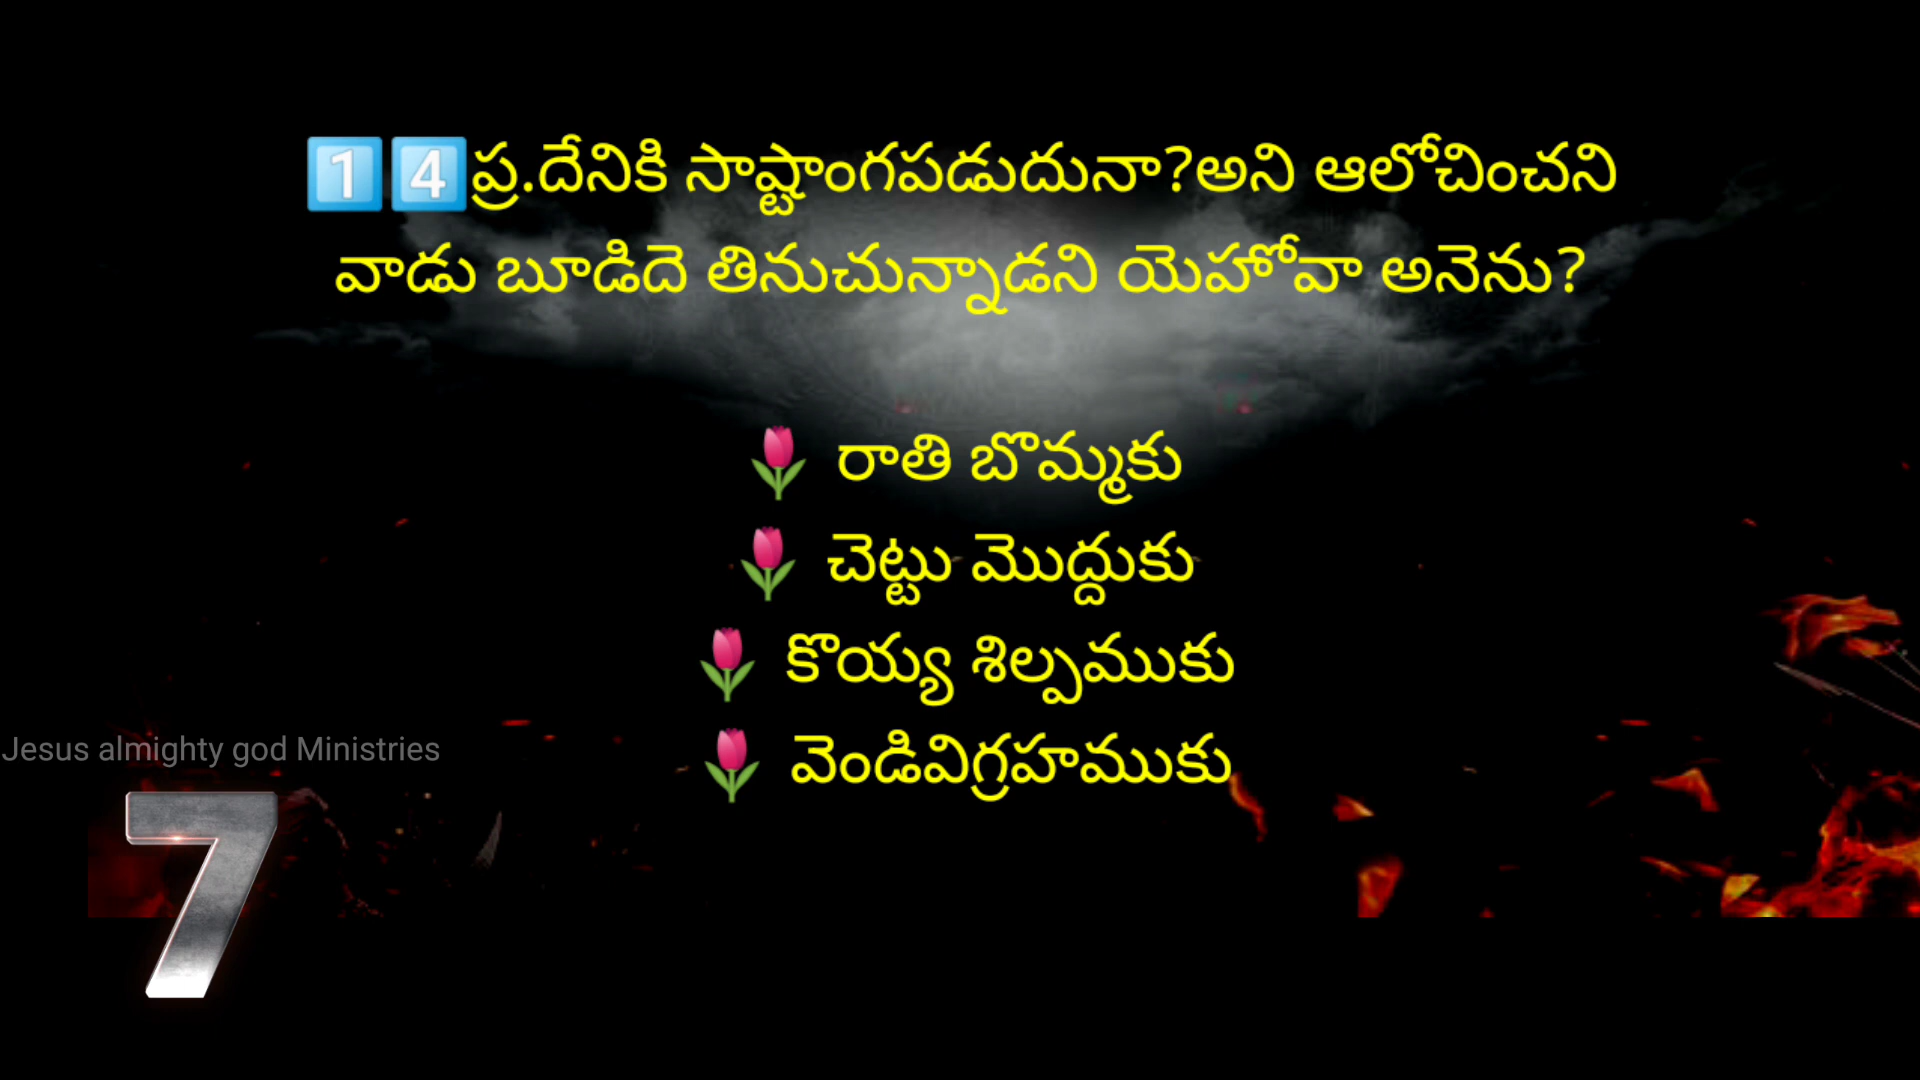 1️⃣4️⃣ప్ర.దేనికి సాష్టాంగపడుదునా?అని ఆలోచించని
వాడు బూడిదె తినుచున్నాడని యెహోవా అనెను?
🌷 రాతి బొమ్మకు
🌷 చెట్టు మొద్దుకు
🌷 కొయ్య శిల్పముకు
🌷 వెండివిగ్రహముకు
Jesus almighty god Ministries
7